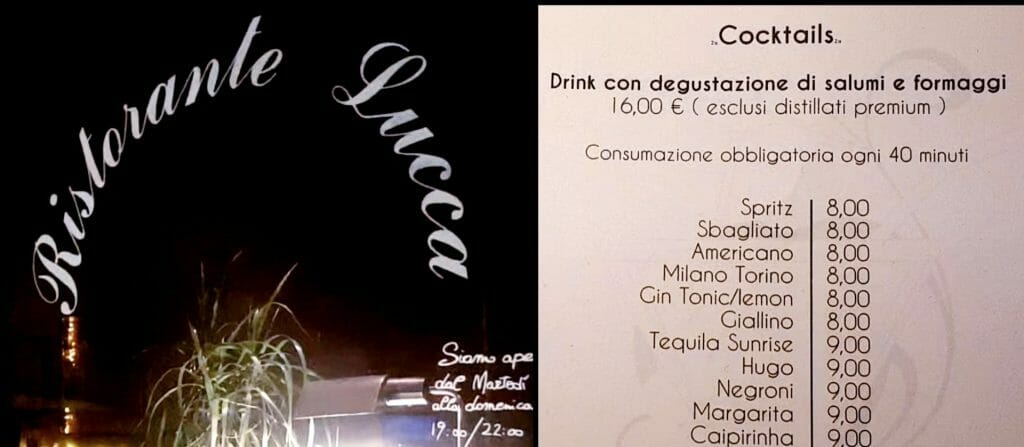 Ristorante Lucca
Siamo ape
dal Martedì
alla domenica
19:00/22:00
Cocktails
Drink con degustazione di salumi e formaggi
16,00 € ( esclusi distillati premium )
Consumazione obbligatoria ogni 40 minuti
Spritz 8,00
Sbagliato 8,00
Americano 8,00
Milano Torino 8,00
Gin Tonic/lemon 8,00
Giallino 8,00
Tequila Sunrise 9,00
Hugo 9,00
Negroni 9,00
Margarita 9,00
Caipirinha 9,00